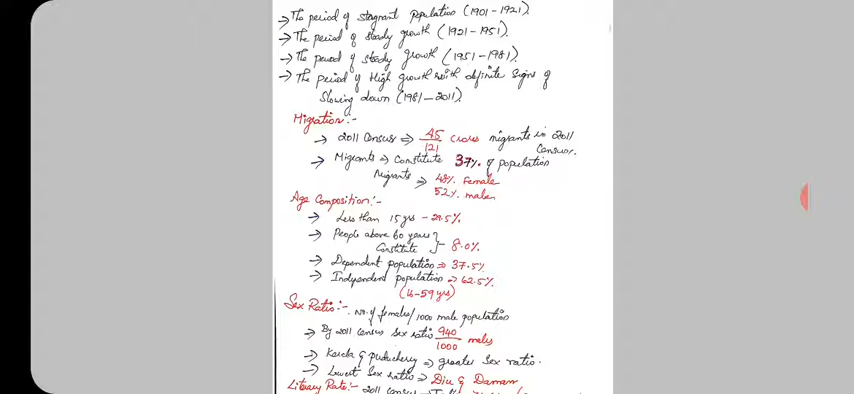 → The period of stagnant population (1901-1921).
→ The period of steady growth (1921-1951).
→ The period of steady growth (1951-1981).
→ The period of High growth with definite signs of
slowing down (1981-2011).
Migration:-
→ 2011 Census ⇒ 45/121 crores migrants in 2011
Census.
→ Migrants ⇒ Constitute 37% of population
Migrants ⇒ 48% female
52% males
Age Composition:-
→ Less than 15 yrs - 29.5%
→ People above 60 years }
Constitute } - 8.0%
→ Dependent population ⇒ 37.5%
→ Independent population ⇒ 62.5%
(15-59 yrs)
Sex Ratio:- No. of females/1000 male population
→ By 2011 Census sex ratio 940/1000 males
→ Kerala & puducherry ⇒ greater sex ratio.
→ Lowest sex ratio ⇒ Diu & Daman
Literacy Rate:- 2011 census